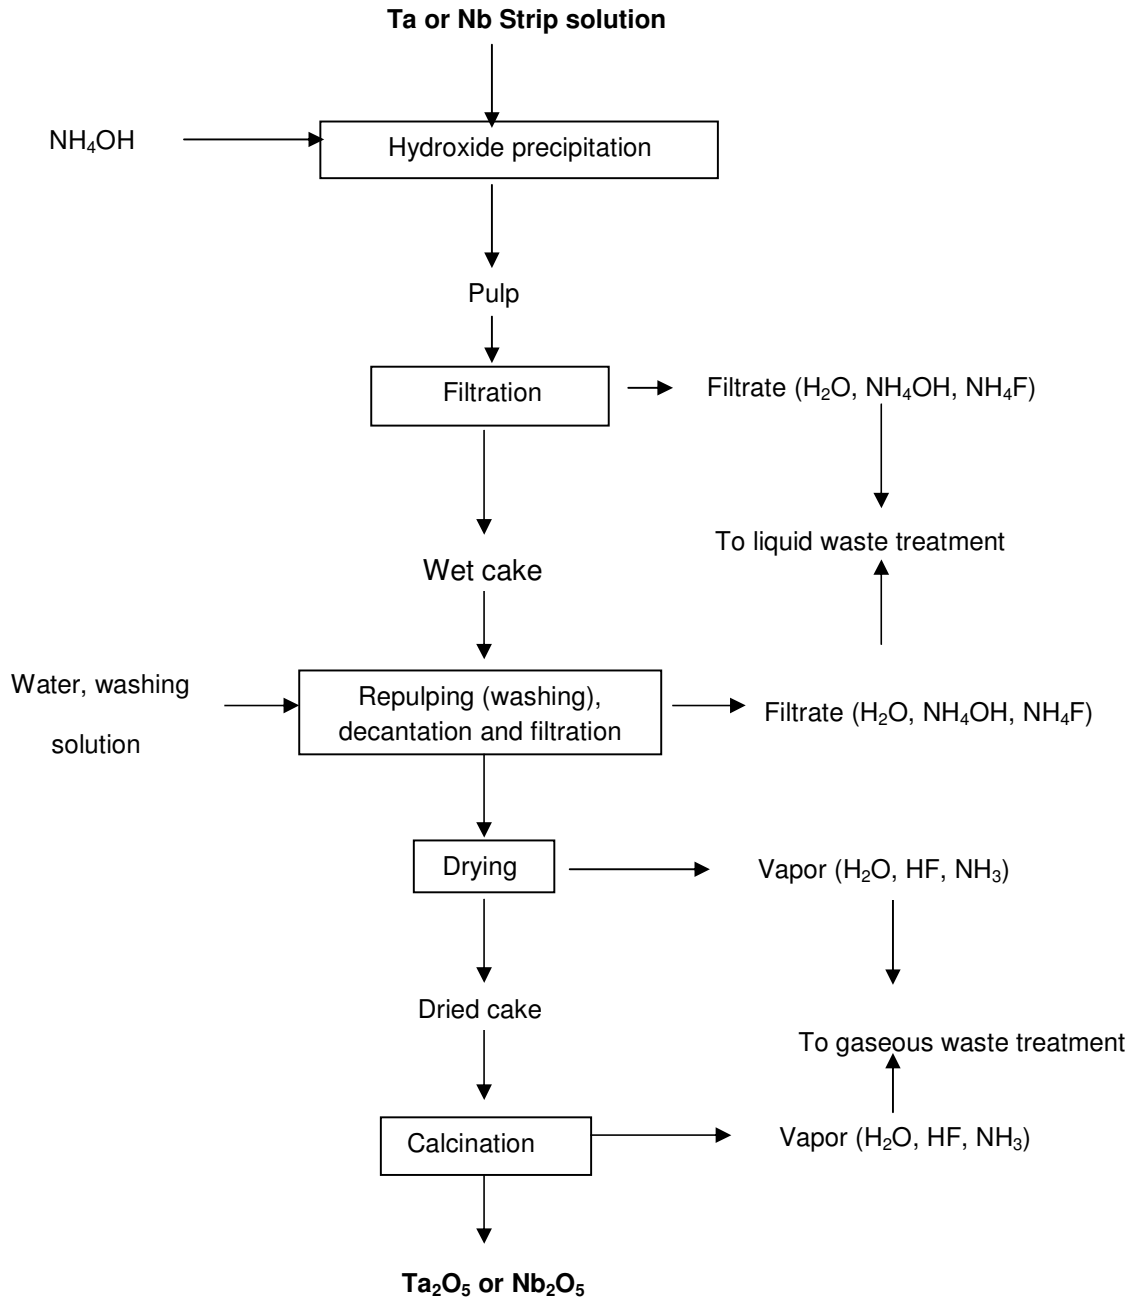 Ta or Nb Strip solution
NH₄OH
Hydroxide precipitation
Pulp
Filtration
Filtrate (H₂O, NH₄OH, NH₄F)
To liquid waste treatment
Wet cake
Water, washing
solution
Repulping (washing),
decantation and filtration
Filtrate (H₂O, NH₄OH, NH₄F)
Drying
Vapor (H₂O, HF, NH₃)
Dried cake
To gaseous waste treatment
Calcination
Vapor (H₂O, HF, NH₃)
Ta₂O₅ or Nb₂O₅